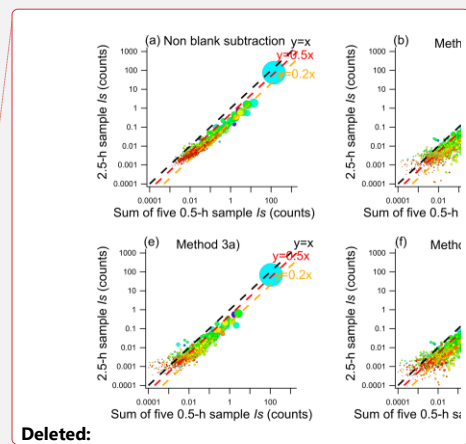 (a) Non blank subtraction y=x
y=0.5x
y=0.2x
1000
100
10
1
0.1
0.01
0.001
0.0001
2.5-h sample Is (counts)
0.0001 0.01 1 100
Sum of five 0.5-h sample Is (counts)
(b) Meth
1000
100
10
1
0.1
0.01
0.001
0.0001
2.5-h sample Is (counts)
0.0001 0.01
Sum of five 0.5-h
(e) Method 3a) y=x
y=0.5x
y=0.2x
1000
100
10
1
0.1
0.01
0.001
0.0001
2.5-h sample Is (counts)
0.0001 0.01 1 100
Sum of five 0.5-h sample Is (counts)
(f) Metho
1000
100
10
1
0.1
0.01
0.001
0.0001
2.5-h sample Is (counts)
0.0001 0.01
Sum of five 0.5-h sa
Deleted: